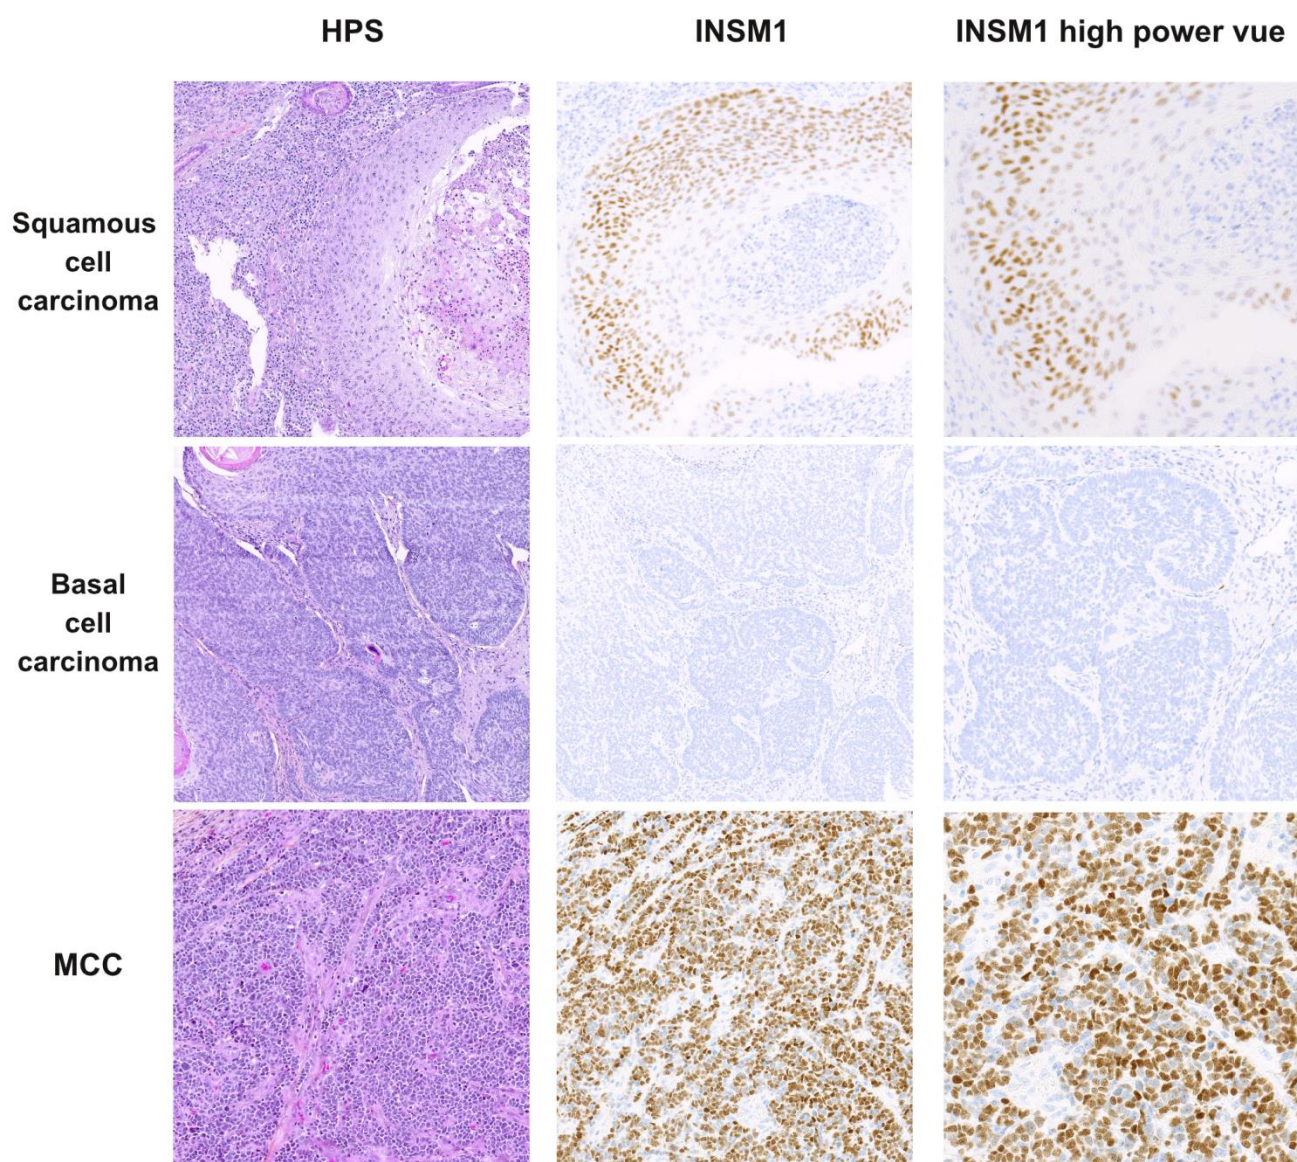 HPS
INSM1
INSM1 high power vue
Squamous
cell
carcinoma
Basal
cell
carcinoma
MCC